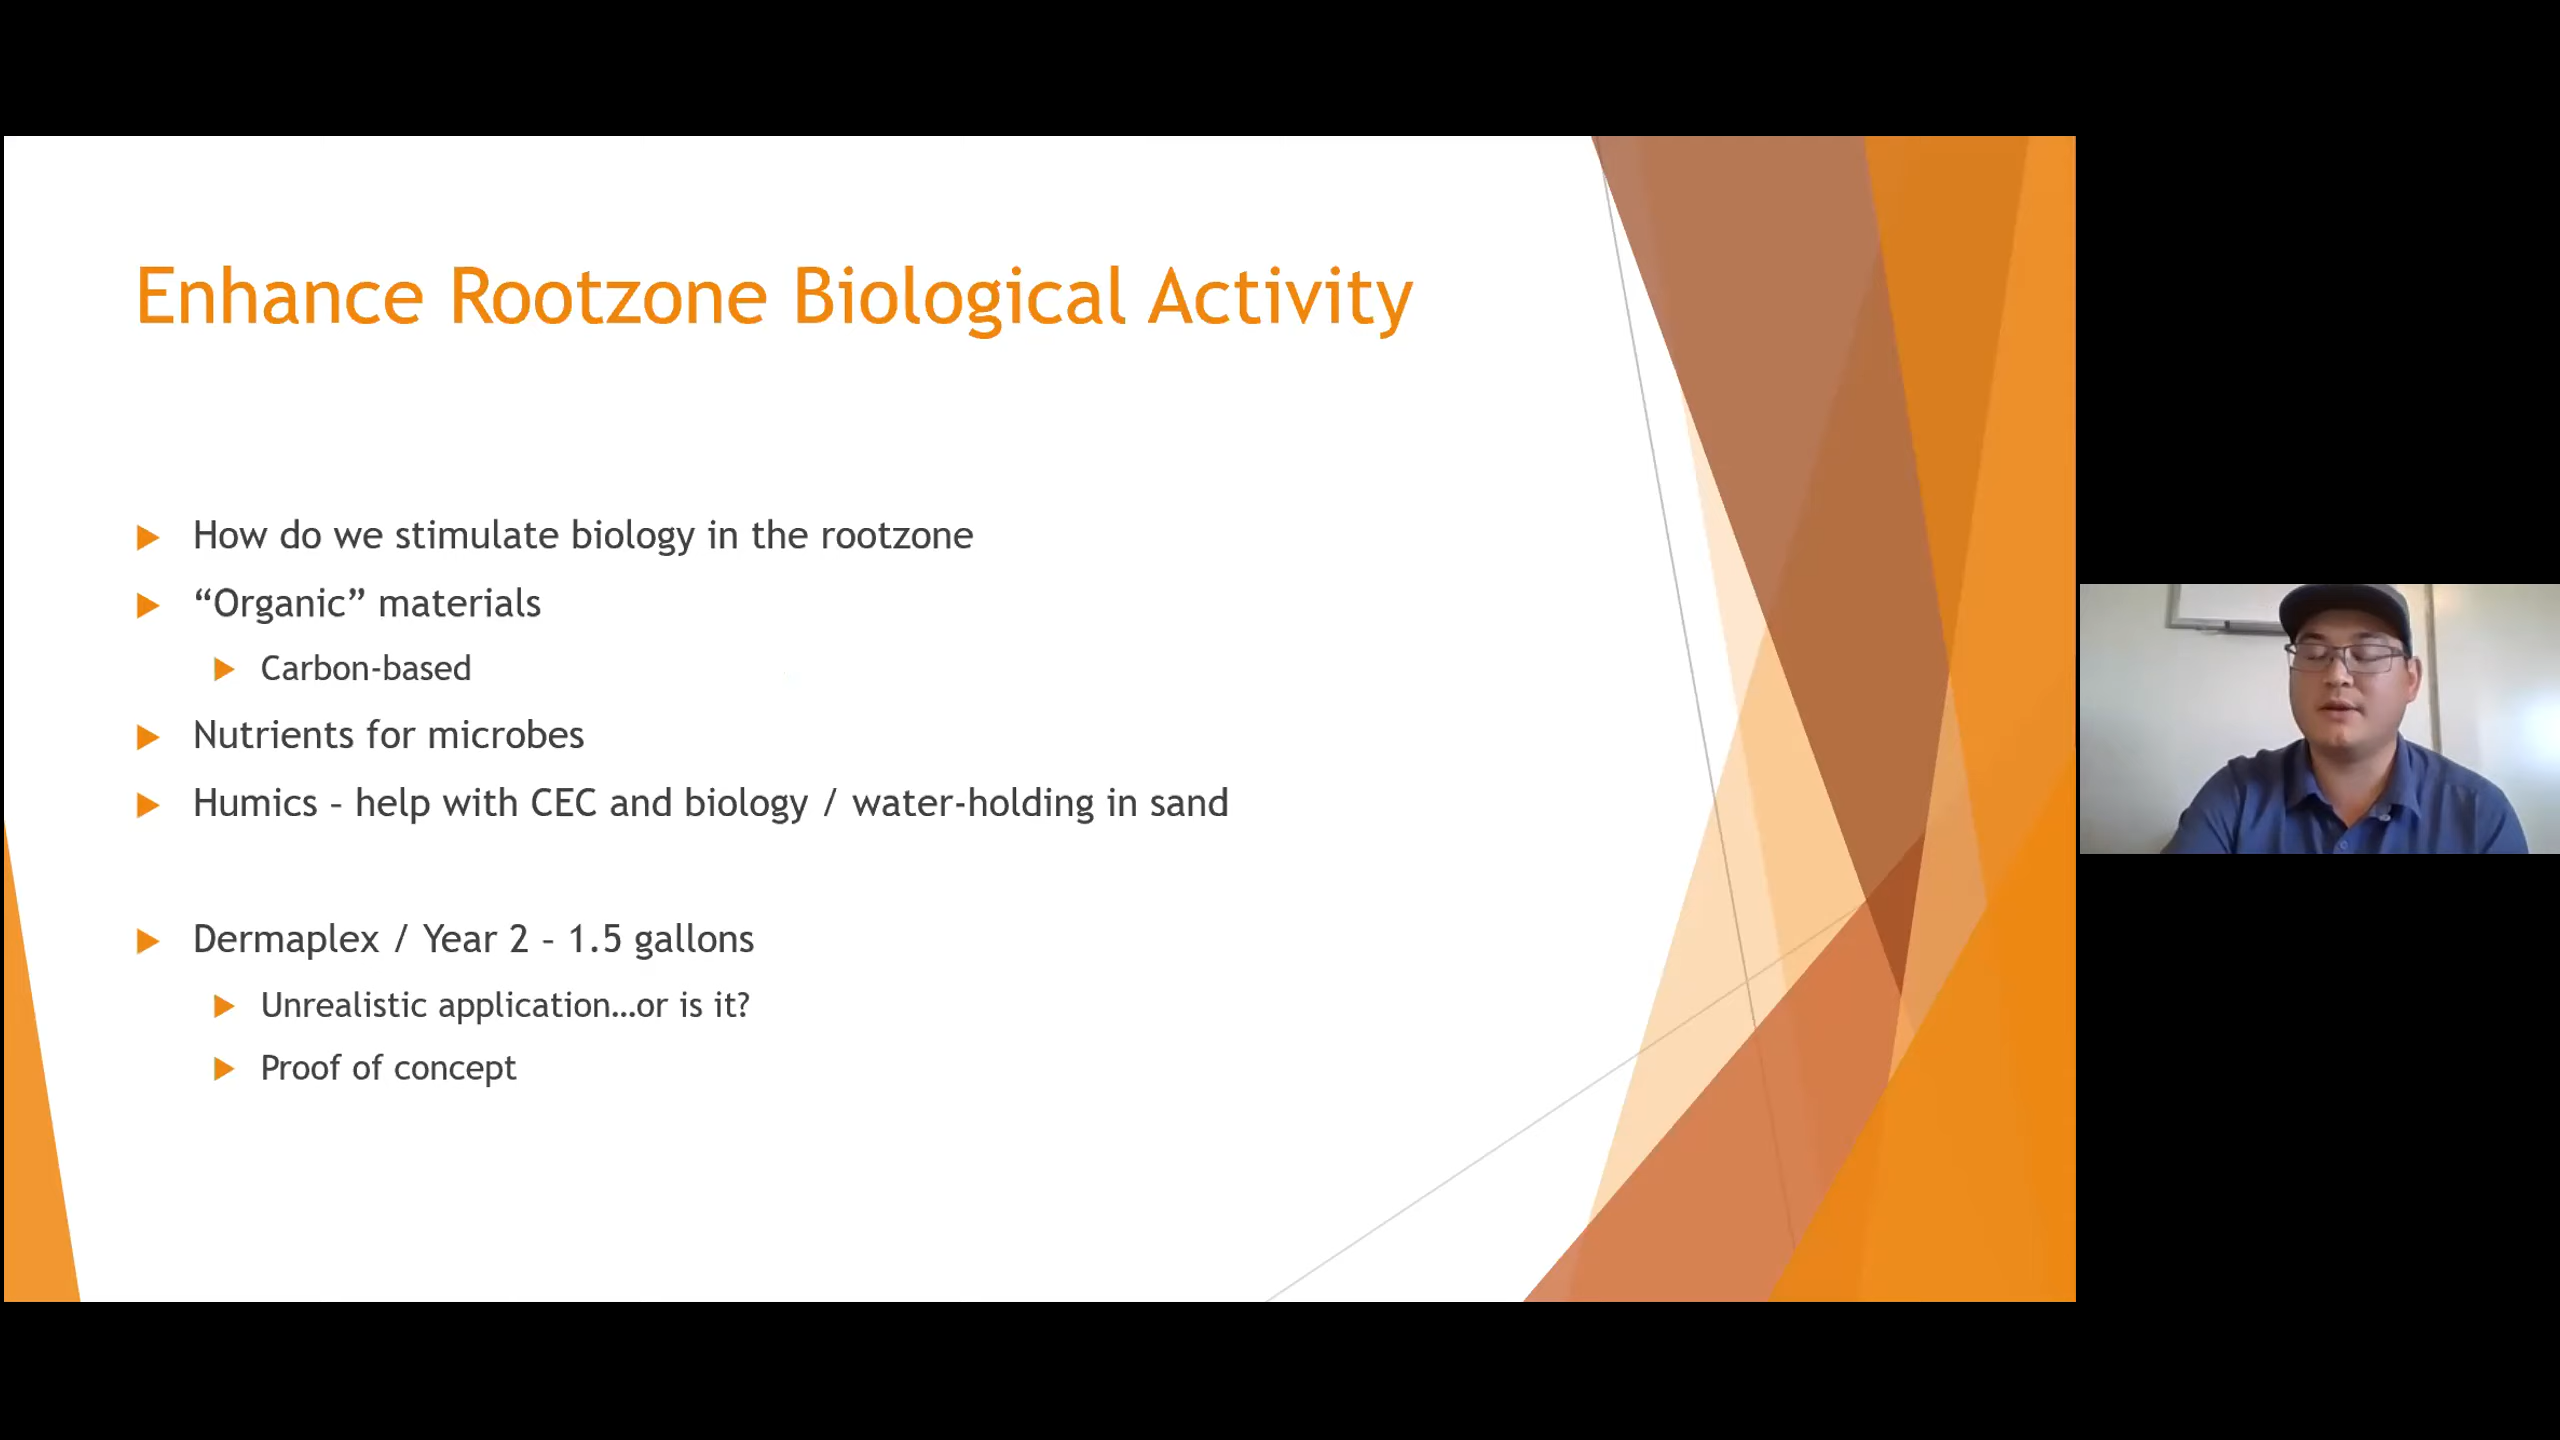 Enhance Rootzone Biological Activity
How do we stimulate biology in the rootzone
“Organic” materials
Carbon-based
Nutrients for microbes
Humics – help with CEC and biology / water-holding in sand
Dermaplex / Year 2 – 1.5 gallons
Unrealistic application…or is it?
Proof of concept